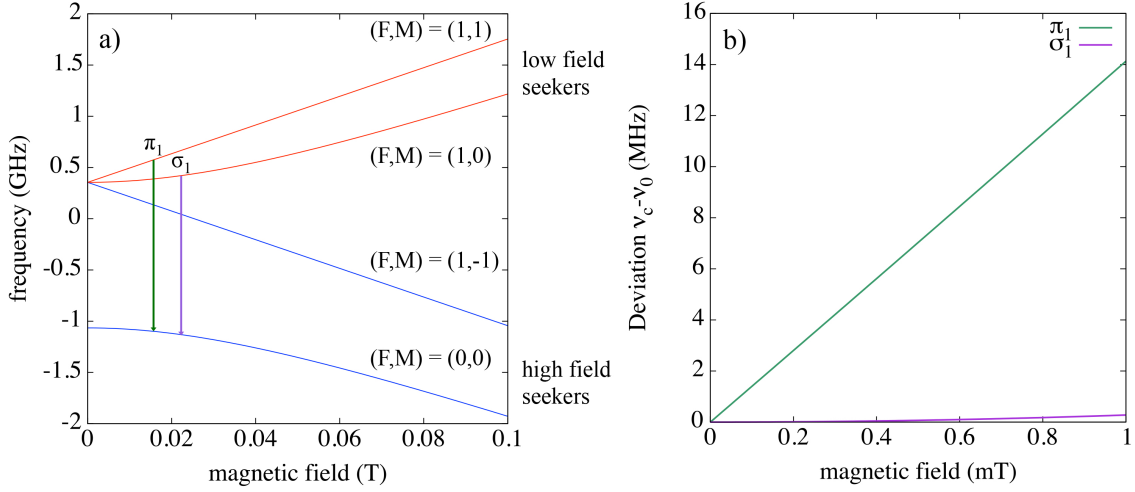 a)
frequency (GHz)
2
1.5
1
0.5
0
-0.5
-1
-1.5
-2
(F,M) = (1,1)
low field
seekers
π₁
σ₁
(F,M) = (1,0)
(F,M) = (1,-1)
(F,M) = (0,0)
high field
seekers
0
0.02
0.04
0.06
0.08
0.1
magnetic field (T)
b)
Deviation ν_c-ν_0 (MHz)
16
14
12
10
8
6
4
2
0
π₁
σ₁
0
0.2
0.4
0.6
0.8
1
magnetic field (mT)